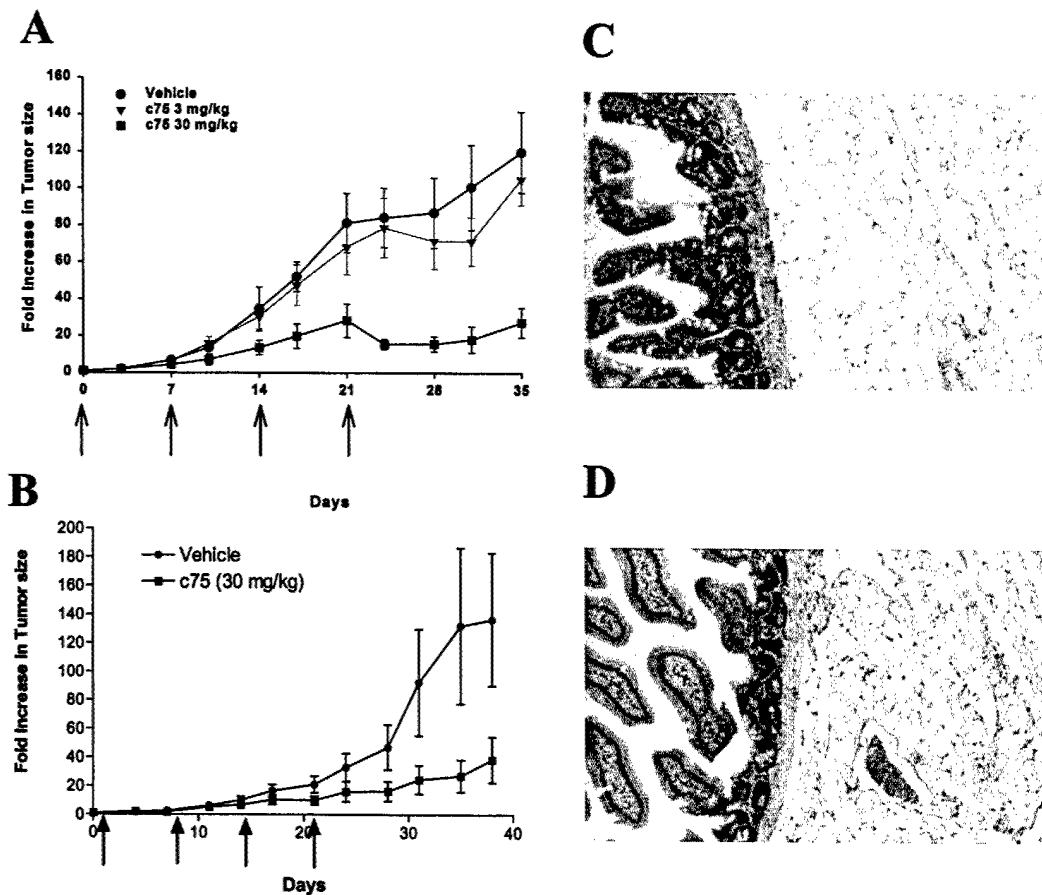 A
Fold Increase in Tumor size
160
140
120
100
80
60
40
20
0
Vehicle
c75 3 mg/kg
c75 30 mg/kg
0 7 14 21 28 35
Days
B
Fold Increase in Tumor size
200
180
160
140
120
100
80
60
40
20
0
Vehicle
c75 (30 mg/kg)
0 10 20 30 40
Days
C
D